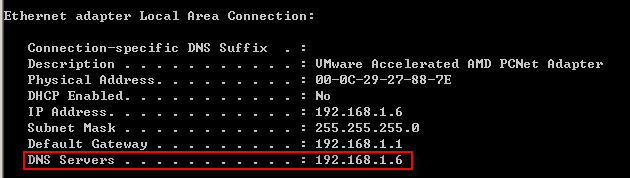 Ethernet adapter Local Area Connection:
Connection-specific DNS Suffix . :
Description . . . . . . . . . . . : VMware Accelerated AMD PCNet Adapter
Physical Address. . . . . . . . . : 00-0C-29-27-88-7E
DHCP Enabled. . . . . . . . . . . : No
IP Address. . . . . . . . . . . . : 192.168.1.6
Subnet Mask . . . . . . . . . . . : 255.255.255.0
Default Gateway . . . . . . . . . : 192.168.1.1
DNS Servers . . . . . . . . . . . : 192.168.1.6